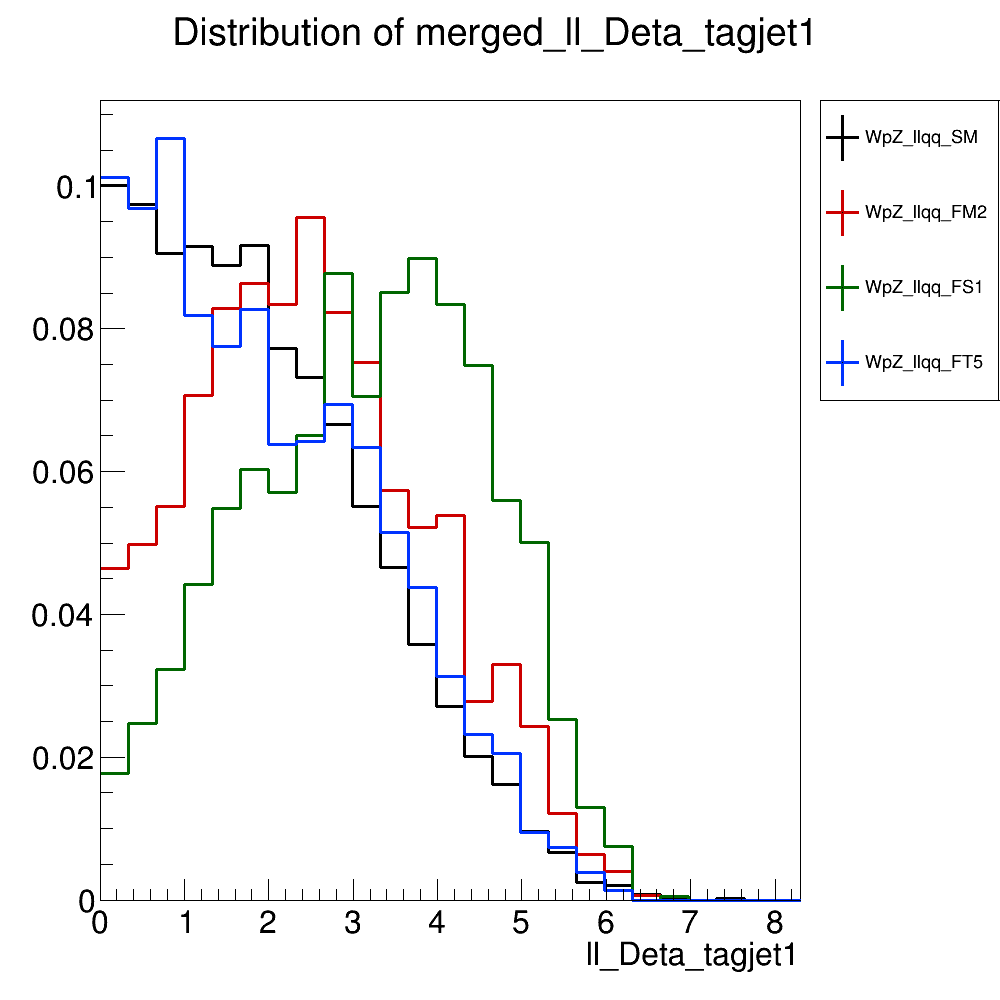 Distribution of merged_ll_Deta_tagjet1
WpZ_llqq_SM
WpZ_llqq_FM2
WpZ_llqq_FS1
WpZ_llqq_FT5
0.1
0.08
0.06
0.04
0.02
0
0 1 2 3 4 5 6 7 8
ll_Deta_tagjet1